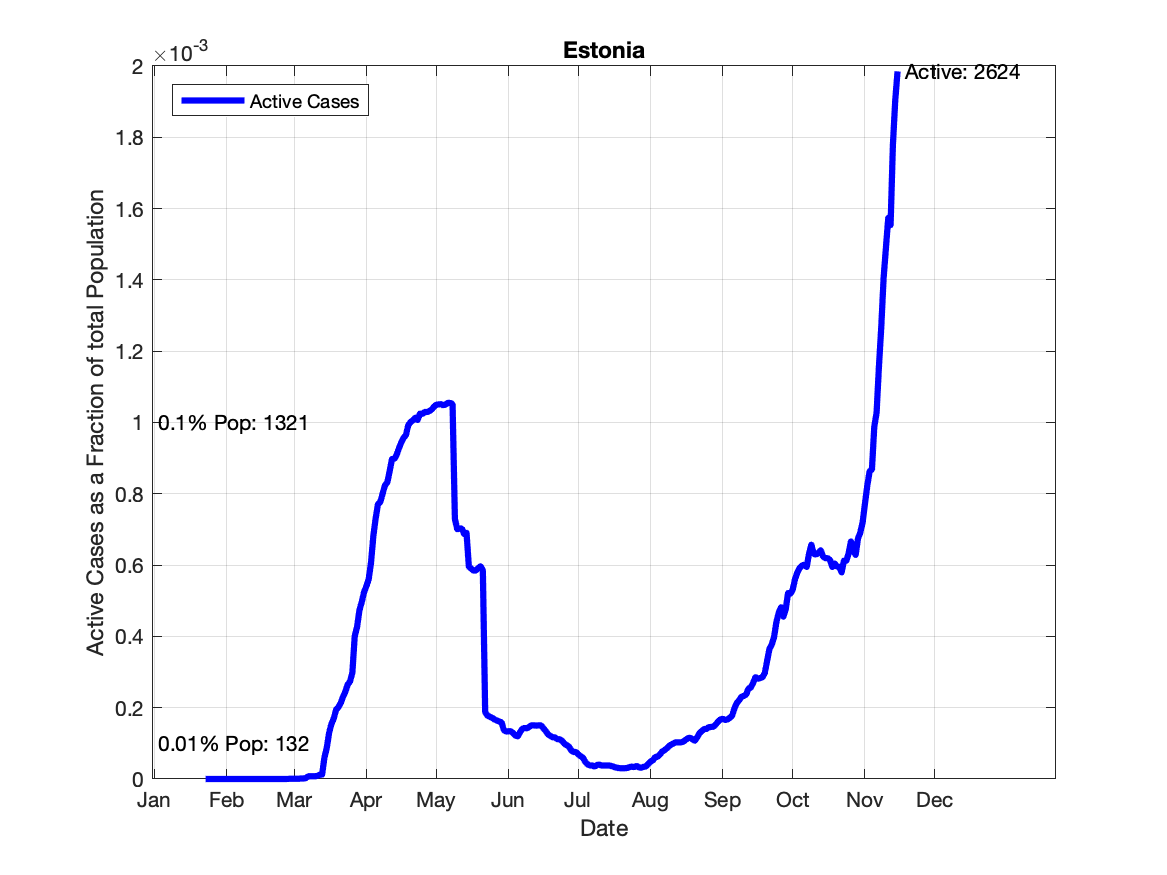 Estonia
×10-3
2
1.8
1.6
1.4
1.2
1
0.8
0.6
0.4
0.2
0
Active Cases as a Fraction of total Population
Active Cases
Active: 2624
0.1% Pop: 1321
0.01% Pop: 132
Jan Feb Mar Apr May Jun Jul Aug Sep Oct Nov Dec
Date